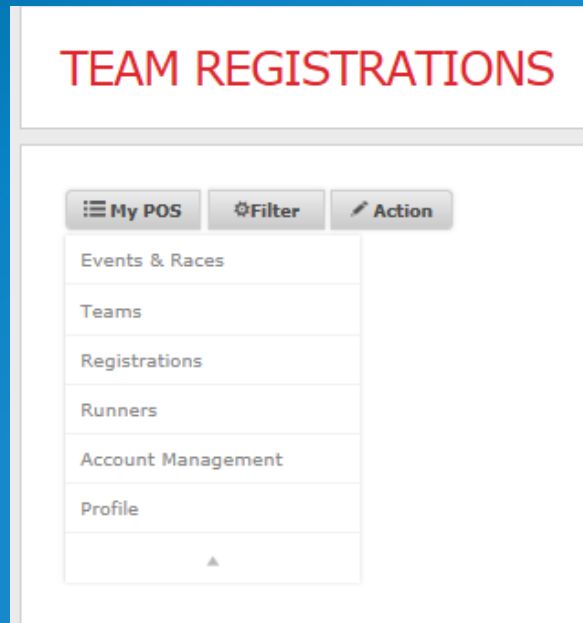 TEAM REGISTRATIONS
My POS Filter Action
Events & Races
Teams
Registrations
Runners
Account Management
Profile